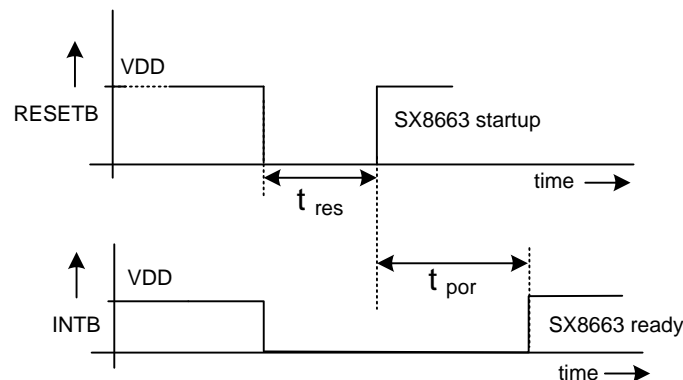 VDD
RESETB
SX8663 startup
time
t res
VDD
t por
INTB
SX8663 ready
time